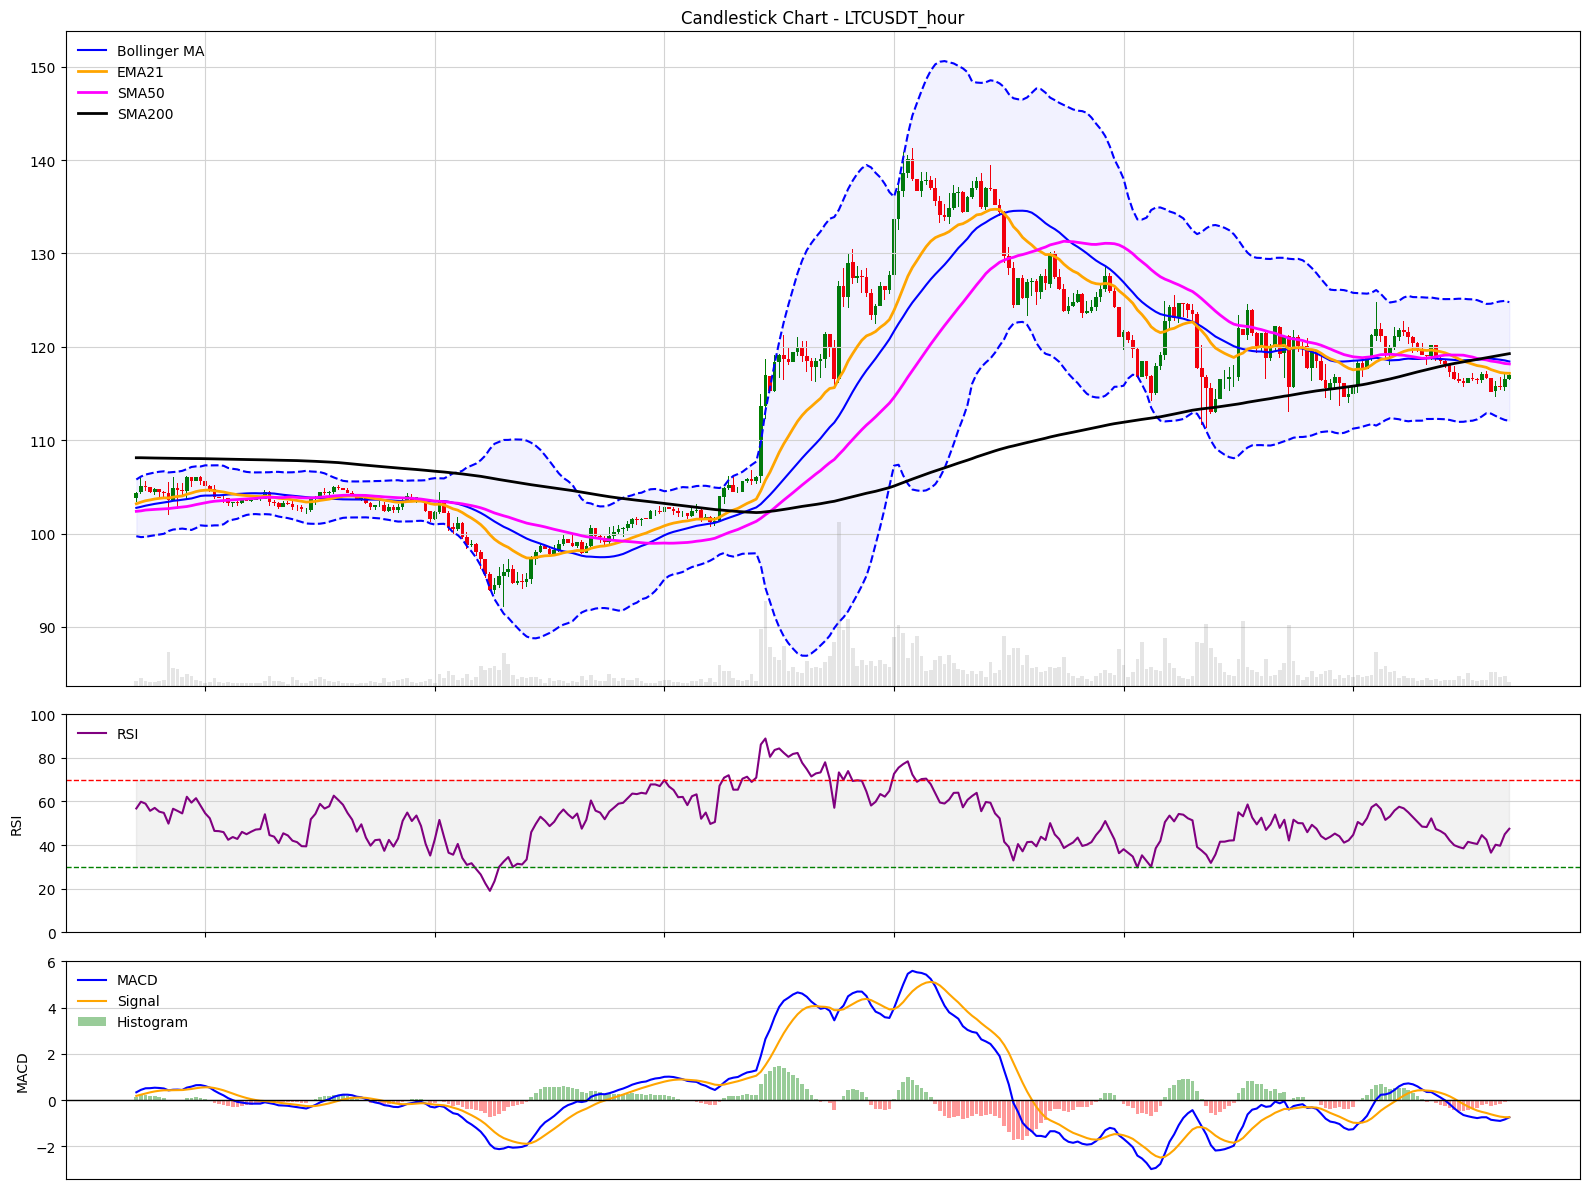 Candlestick Chart - LTCUSDT_hour
Bollinger MA
EMA21
SMA50
SMA200
150
140
130
120
110
100
90
RSI
100
80
60
40
20
0
RSI
MACD
Signal
Histogram
6
4
2
0
−2
MACD